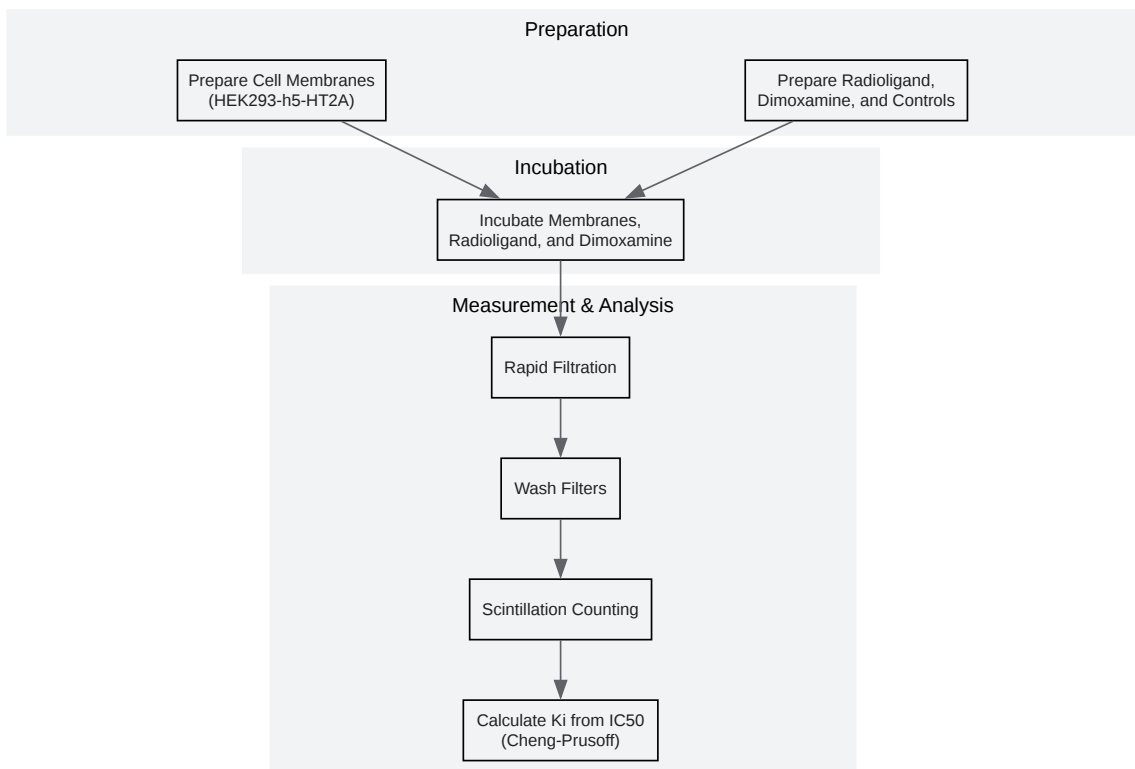 Preparation
Prepare Cell Membranes
(HEK293-h5-HT2A)
Prepare Radioligand,
Dimoxamine, and Controls
Incubation
Incubate Membranes,
Radioligand, and Dimoxamine
Measurement & Analysis
Rapid Filtration
Wash Filters
Scintillation Counting
Calculate Ki from IC50
(Cheng-Prusoff)